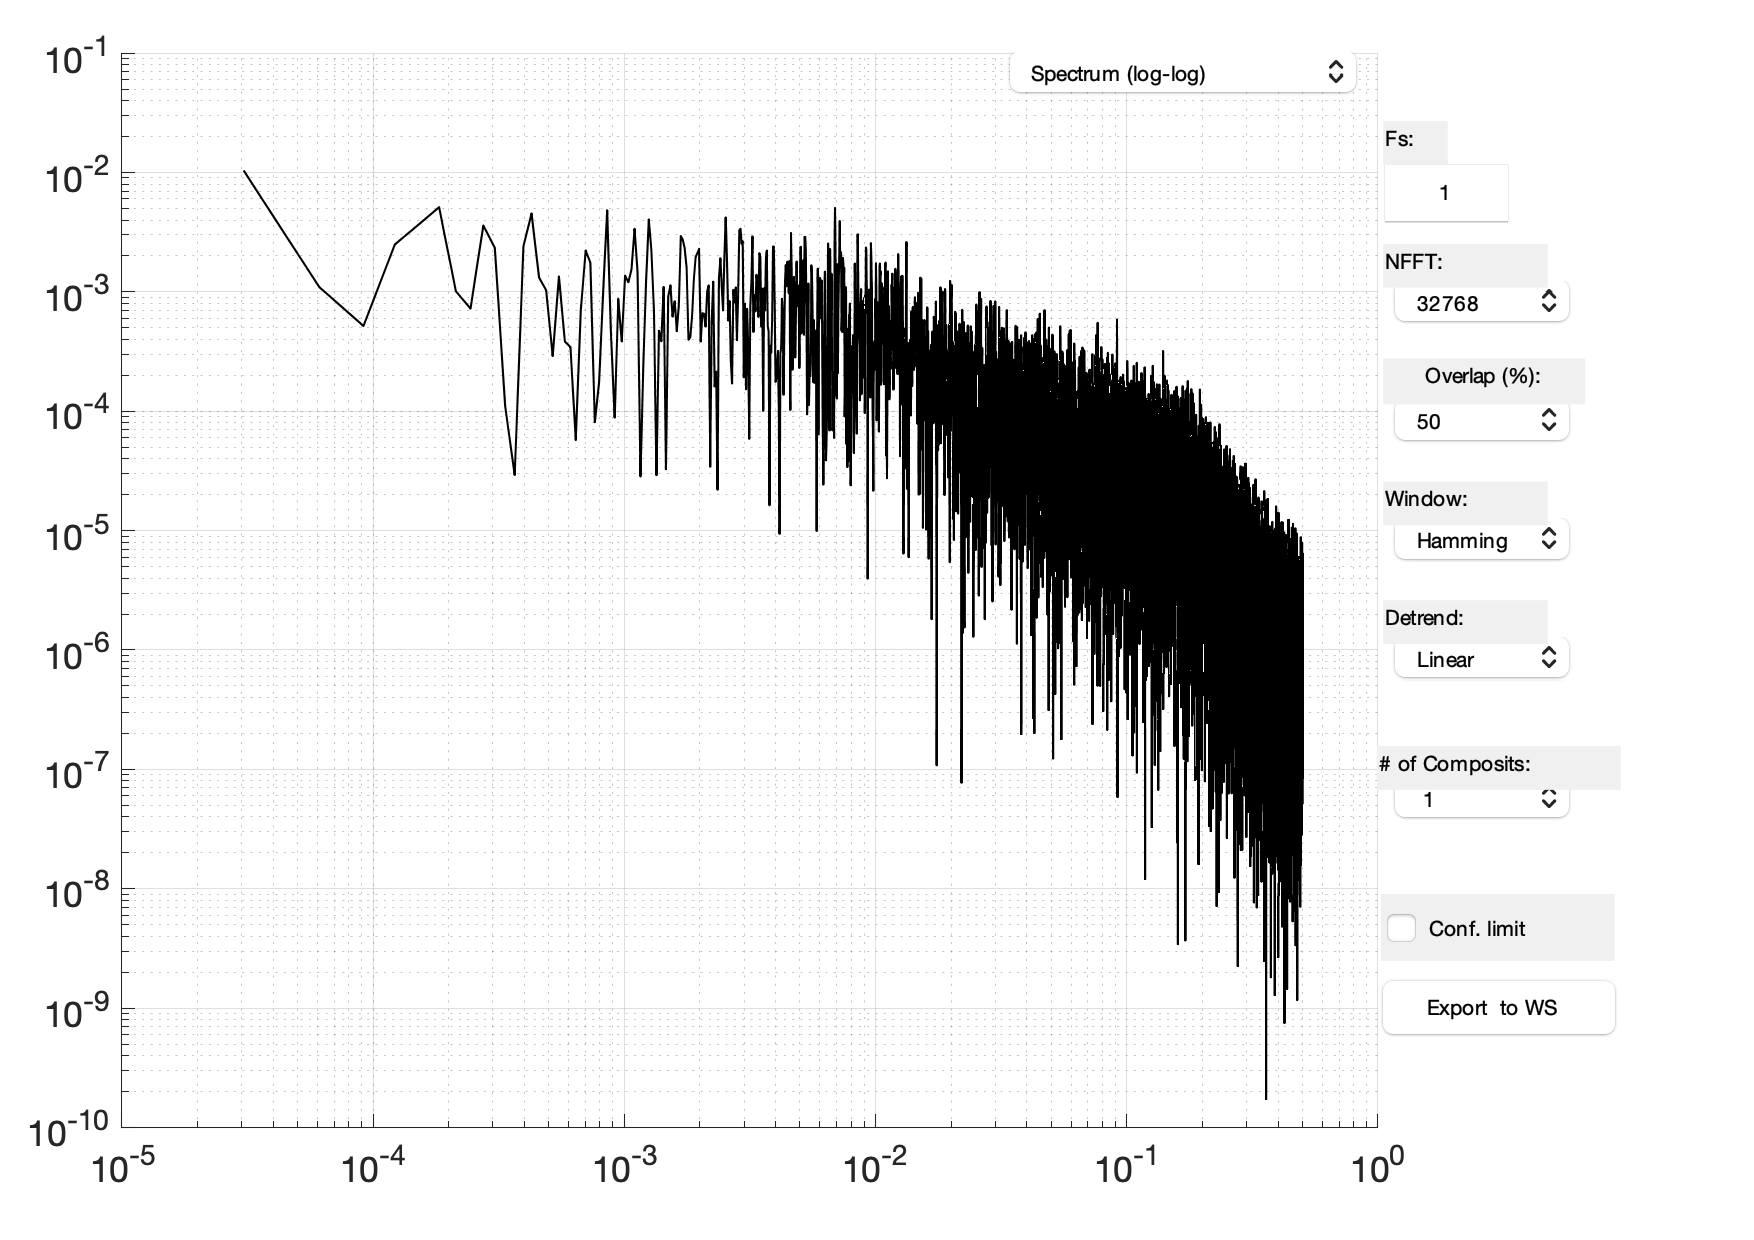 Spectrum (log-log)
10^-1
10^-2
10^-3
10^-4
10^-5
10^-6
10^-7
10^-8
10^-9
10^-10
10^-5 10^-4 10^-3 10^-2 10^-1 10^0
Fs:
1
NFFT:
32768
Overlap (%):
50
Window:
Hamming
Detrend:
Linear
# of Composits:
1
Conf. limit
Export to WS